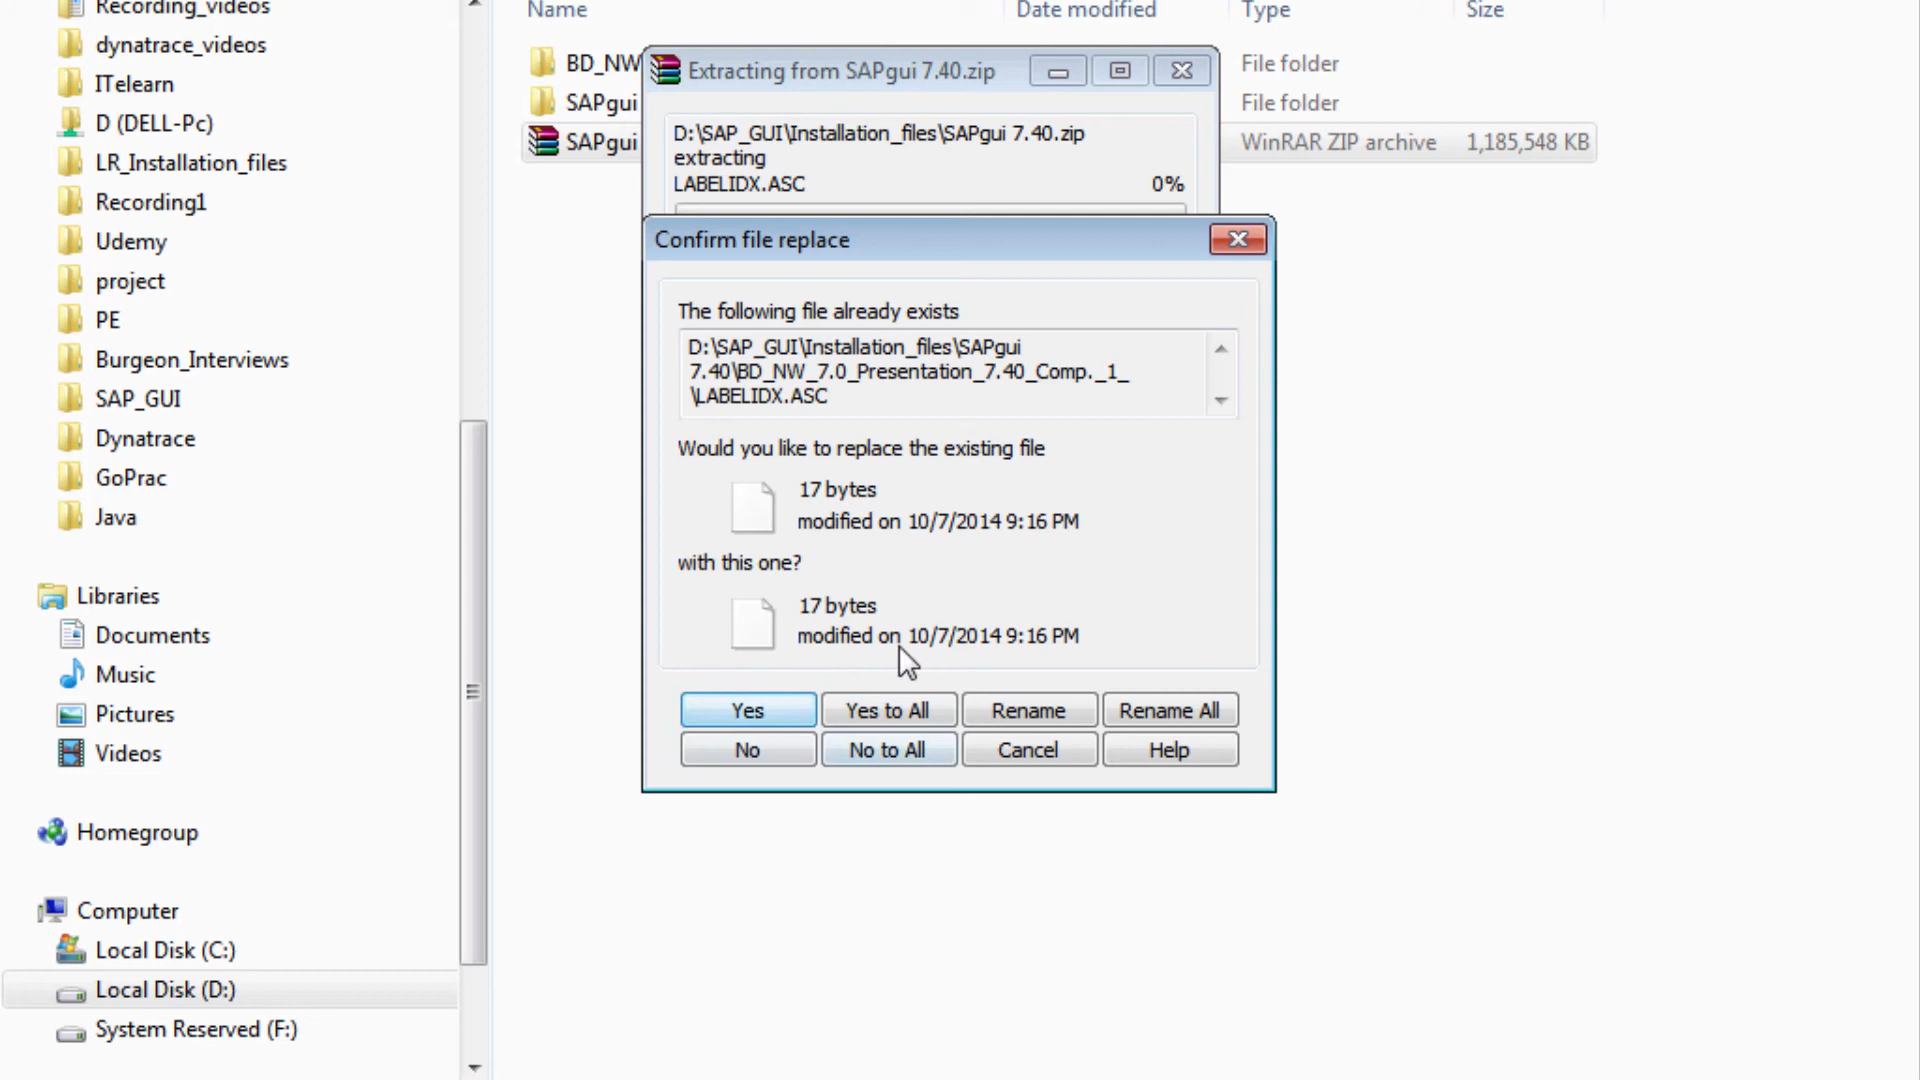 Recording_videos
dynatrace_videos
ITelearn
D (DELL-Pc)
LR_Installation_files
Recording1
Udemy
project
PE
Burgeon_Interviews
SAP_GUI
Dynatrace
GoPrac
Java
Libraries
Documents
Music
Pictures
Videos
Homegroup
Computer
Local Disk (C:)
Local Disk (D:)
System Reserved (F:)
Name Date modified Type Size
BD_NW File folder
SAPgui File folder
SAPgui WinRAR ZIP archive 1,185,548 KB
Extracting from SAPgui 7.40.zip
D:\SAP_GUI\Installation_files\SAPgui 7.40.zip
extracting
LABELIDX.ASC 0%
Confirm file replace
The following file already exists
D:\SAP_GUI\Installation_files\SAPgui
7.40\BD_NW_7.0_Presentation_7.40_Comp._1_
\LABELIDX.ASC
Would you like to replace the existing file
17 bytes
modified on 10/7/2014 9:16 PM
with this one?
17 bytes
modified on 10/7/2014 9:16 PM
Yes Yes to All Rename Rename All
No No to All Cancel Help